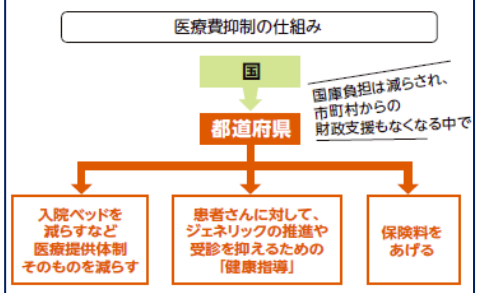 医療費抑制の仕組み
国
国庫負担は減らされ、
市町村からの
財政支援もなくなる中で
都道府県
入院ベッドを
減らすなど
医療提供体制
そのものを減らす
患者さんに対して、
ジェネリックの推進や
受診を抑えるための
「健康指導」
保険料を
あげる